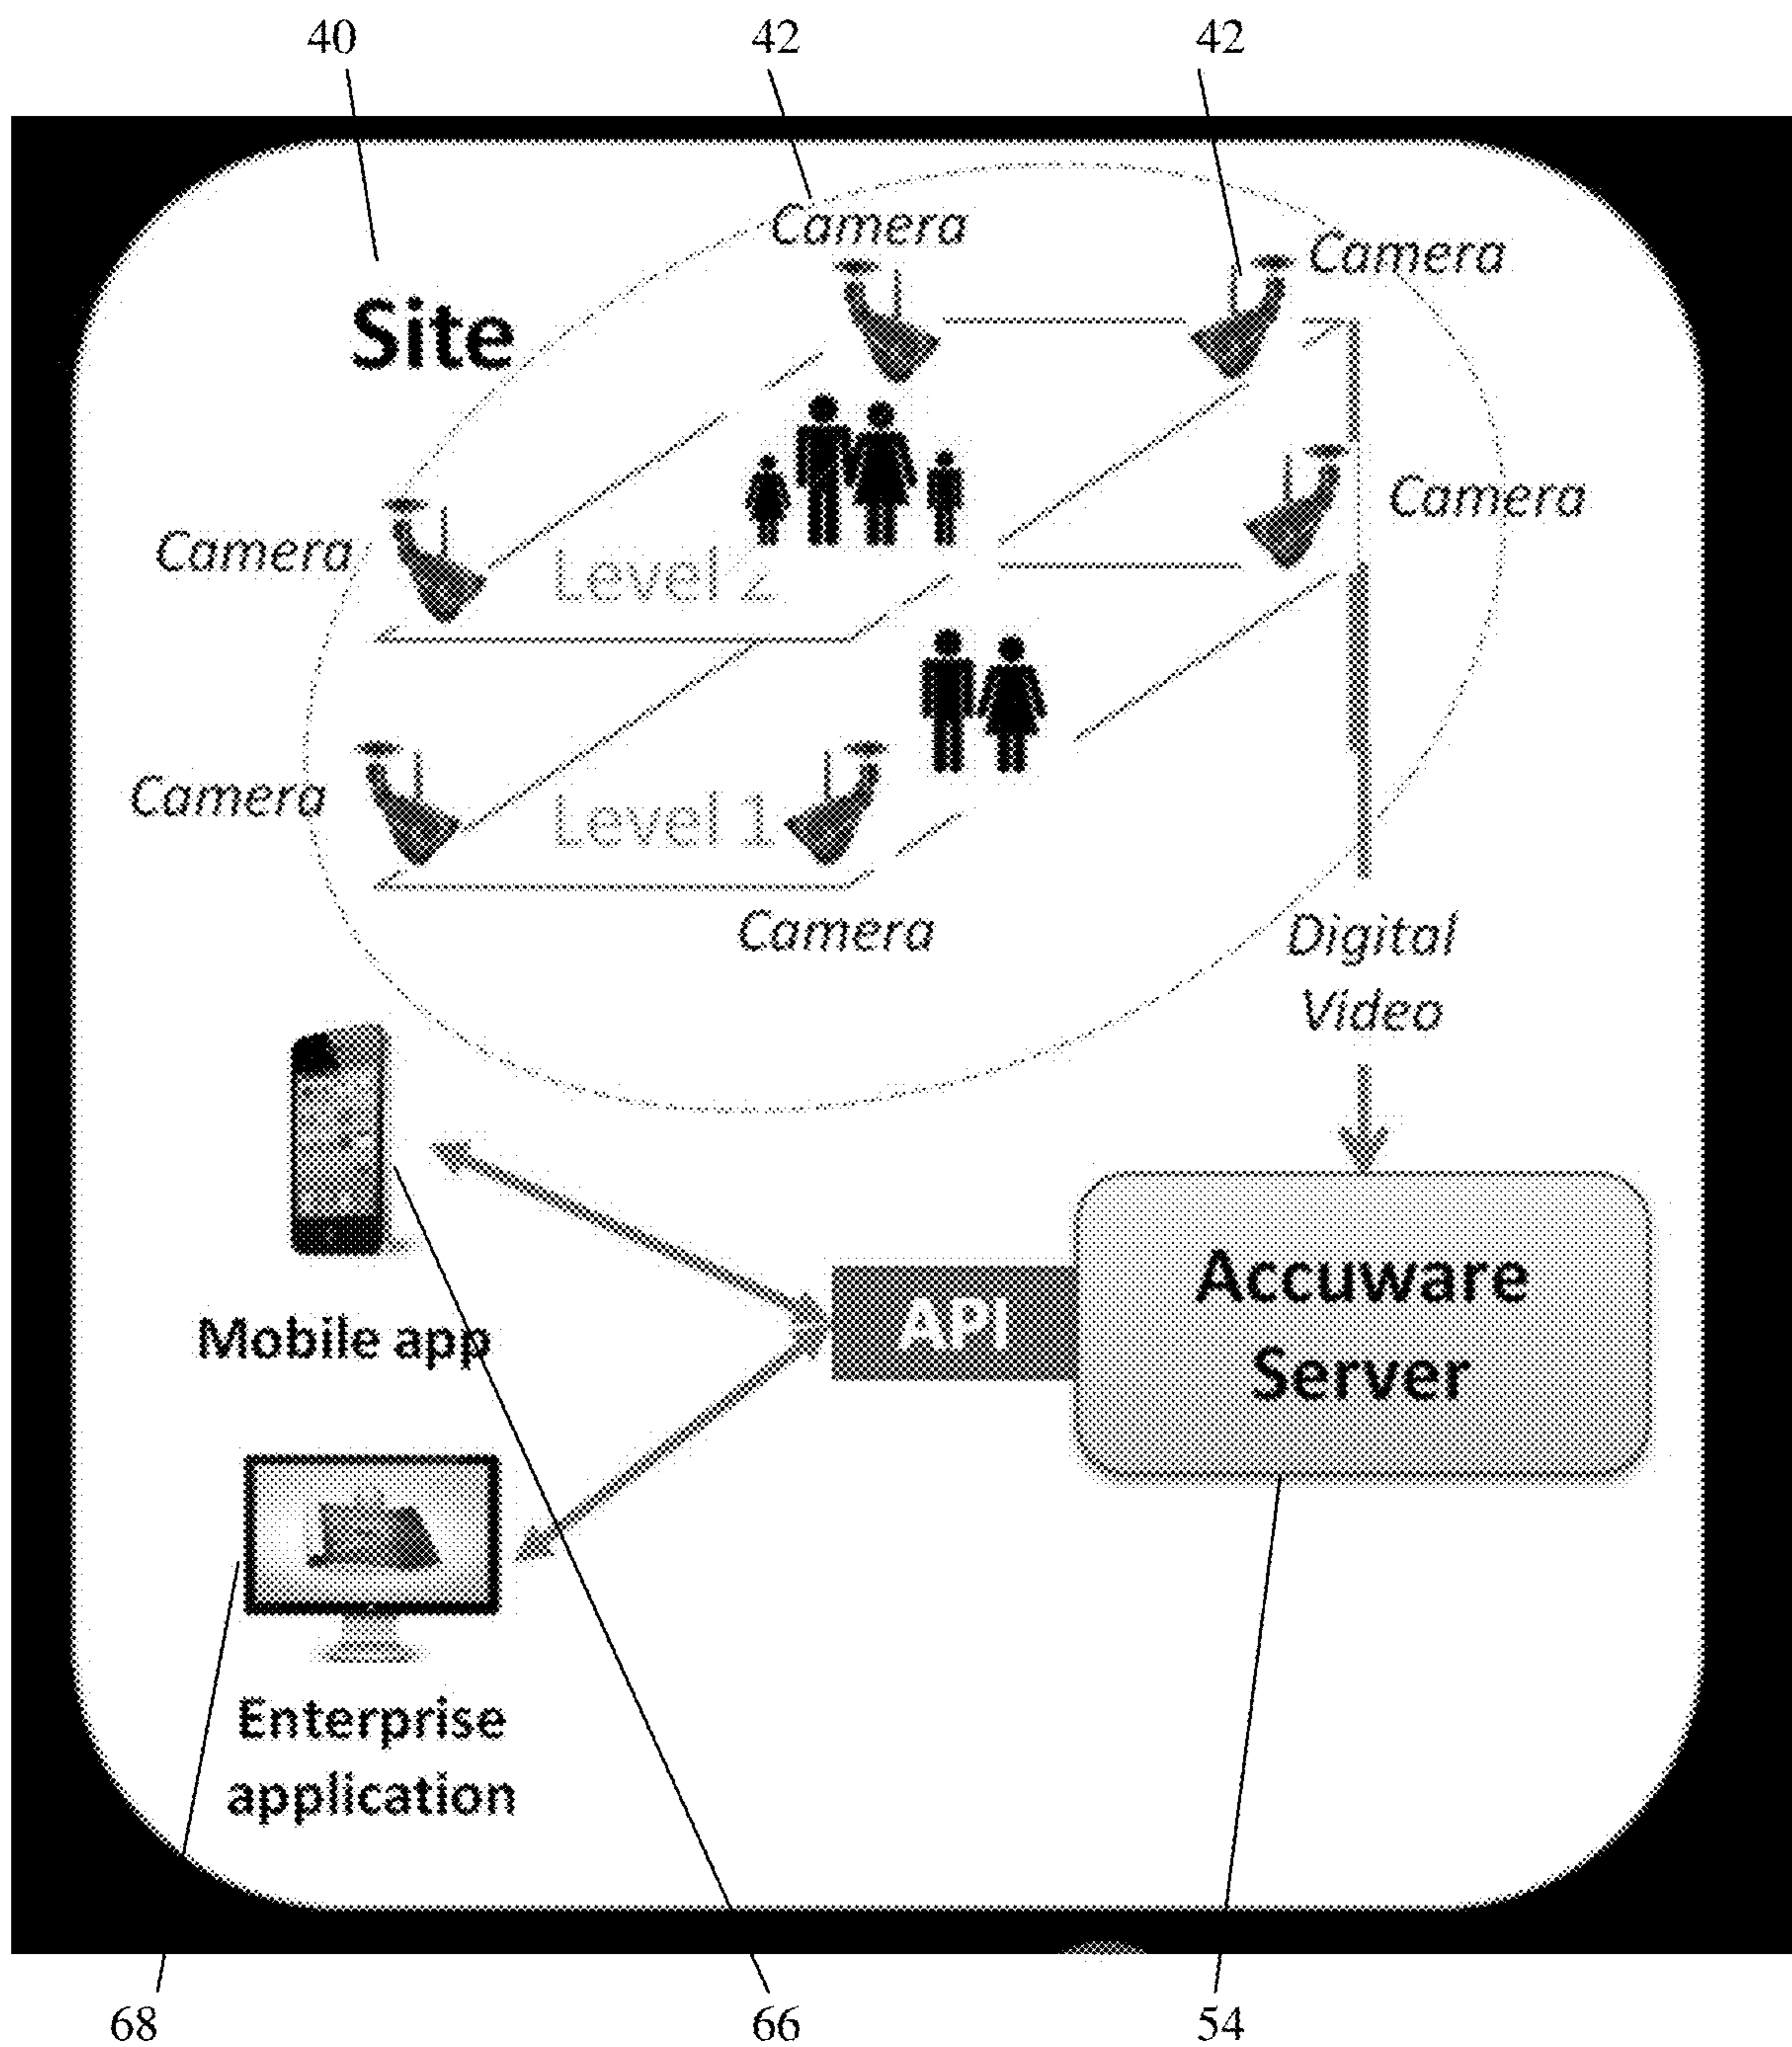 40
42
42
Camera
Camera
Site
Camera
Camera
Level 2
Camera
Level 1
Camera
Digital
Video
Mobile app
API
Accuware
Server
Enterprise
application
68
66
54